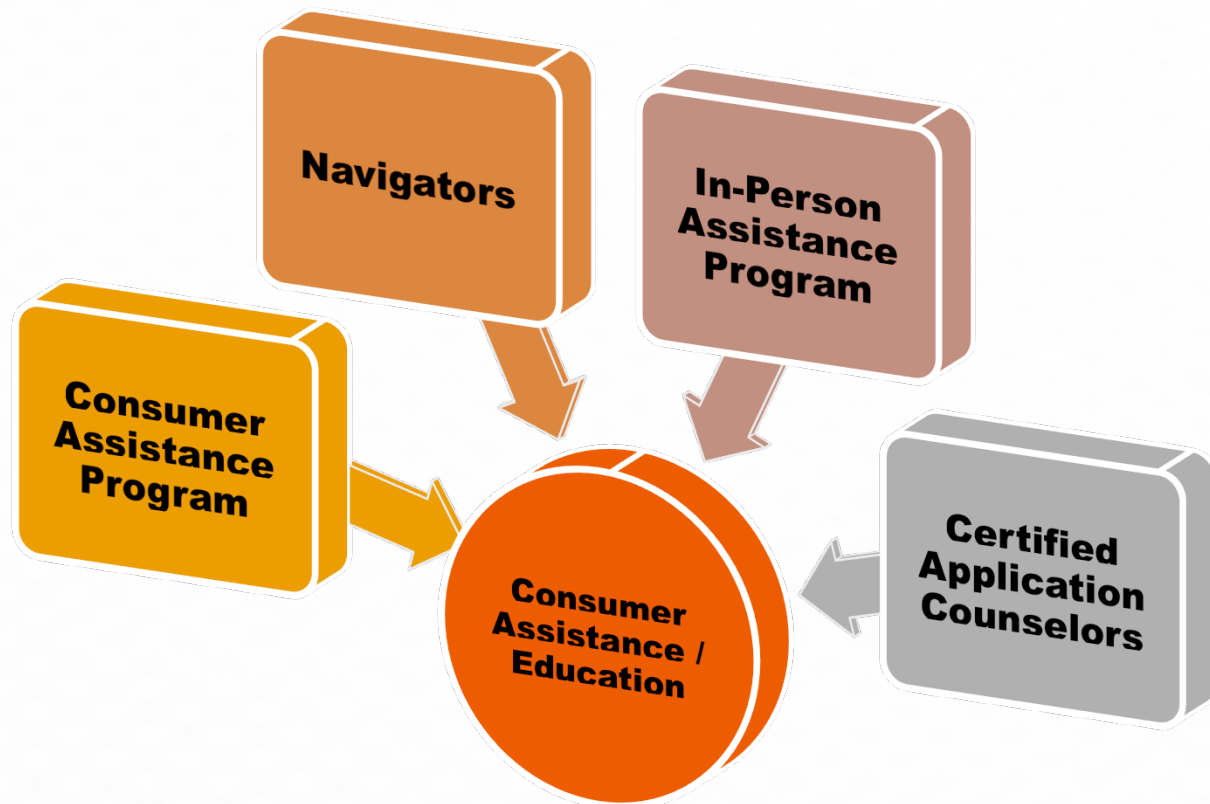 Navigators
In-Person
Assistance
Program
Consumer
Assistance
Program
Certified
Application
Counselors
Consumer
Assistance /
Education